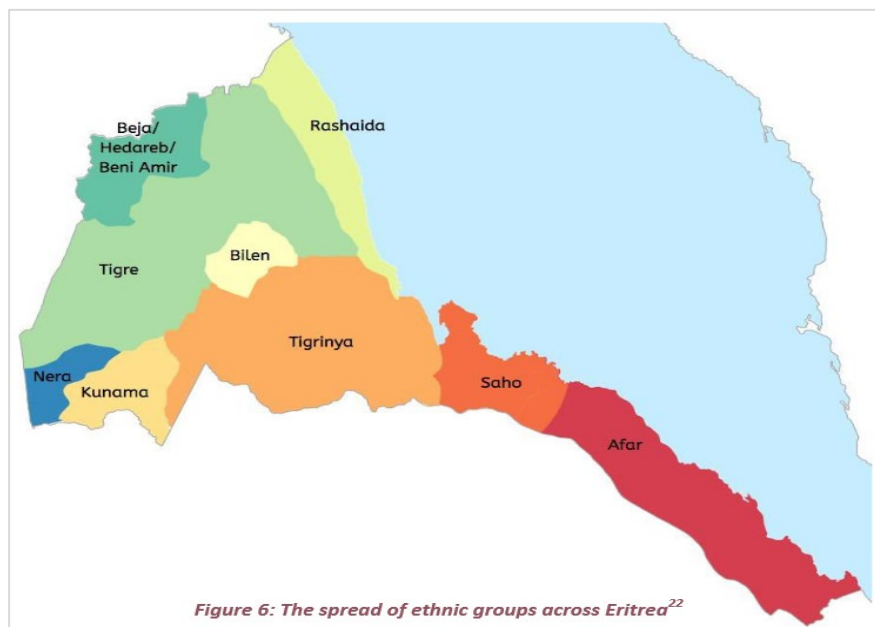 Beja/
Hedareb/
Beni Amir
Rashaida
Tigre
Bilen
Tigrinya
Nera
Kunama
Saho
Afar
Figure 6: The spread of ethnic groups across Eritrea²²